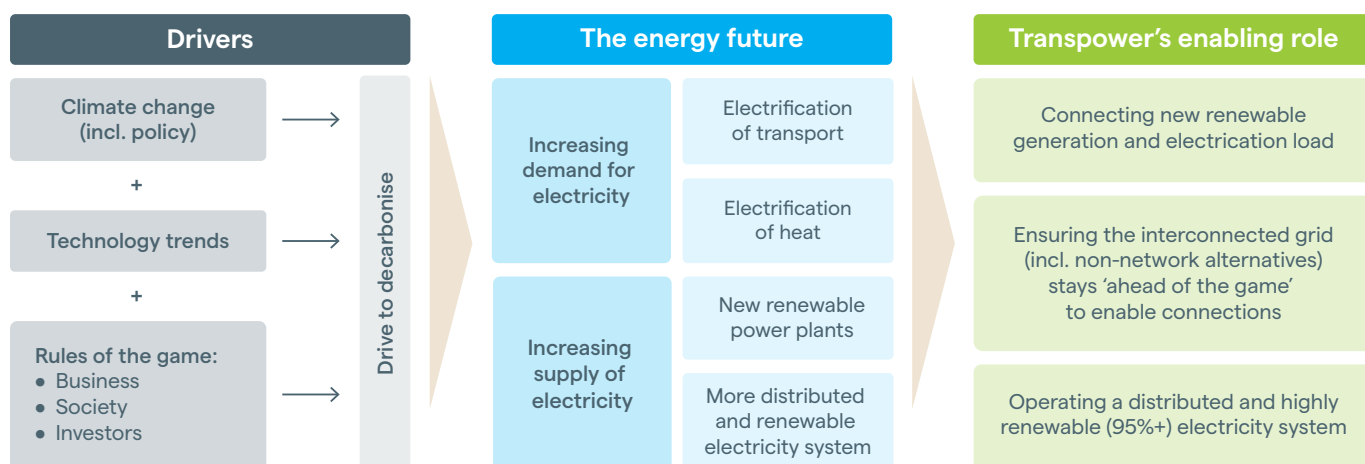 Drivers
Climate change
(incl. policy)
+
Technology trends
+
Rules of the game:
● Business
● Society
● Investors
Drive to decarbonise
The energy future
Increasing
demand for
electricity
Electrification
of transport
Electrification
of heat
Increasing
supply of
electricity
New renewable
power plants
More distributed
and renewable
electricity system
Transpower's enabling role
Connecting new renewable
generation and electrication load
Ensuring the interconnected grid
(incl. non-network alternatives)
stays ‘ahead of the game’
to enable connections
Operating a distributed and highly
renewable (95%+) electricity system